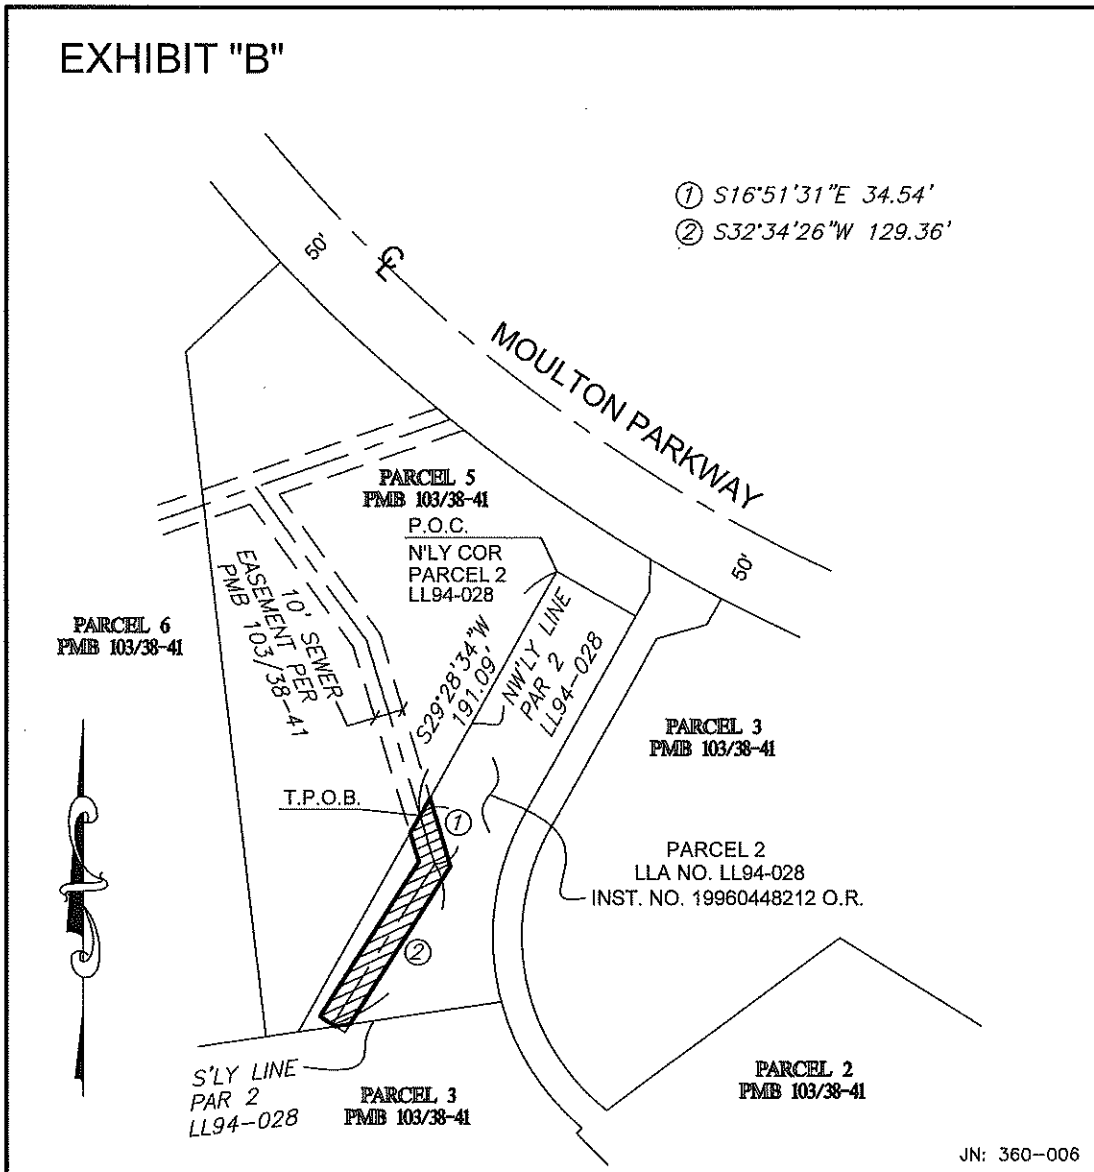 EXHIBIT "B"
① S16°51'31"E 34.54'
② S32°34'26"W 129.36'
50'
℄
MOULTON PARKWAY
50'
PARCEL 5
PMB 103/38-41
P.O.C.
N'LY COR
PARCEL 2
LL94-028
10' SEWER
EASEMENT PER
PMB 103/38-41
PARCEL 6
PMB 103/38-41
S29°28'34"W
191.09'
NW'LY LINE
PAR 2
LL94-028
PARCEL 3
PMB 103/38-41
T.P.O.B.
①
PARCEL 2
LLA NO. LL94-028
INST. NO. 19960448212 O.R.
②
S'LY LINE
PAR 2
LL94-028
PARCEL 3
PMB 103/38-41
PARCEL 2
PMB 103/38-41
JN: 360-006